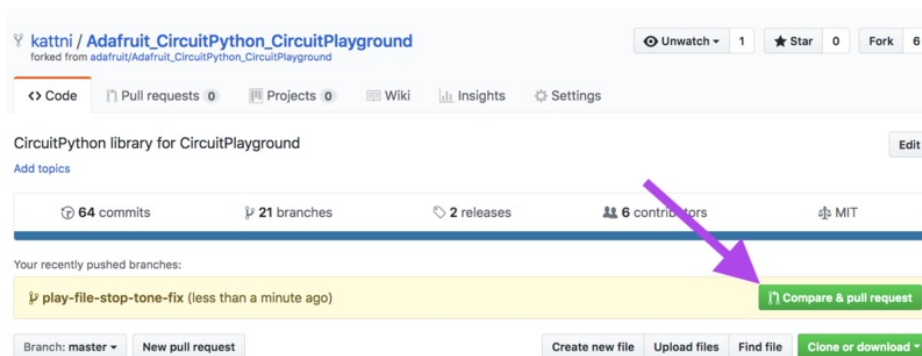 kattni / Adafruit_CircuitPython_CircuitPlayground
Unwatch 1 Star 0 Fork 6
forked from adafruit/Adafruit_CircuitPython_CircuitPlayground
<> Code Pull requests 0 Projects 0 Wiki Insights Settings
CircuitPython library for CircuitPlayground Edit
Add topics
64 commits 21 branches 2 releases 6 contributors MIT
Your recently pushed branches:
play-file-stop-tone-fix (less than a minute ago) Compare & pull request
Branch: master New pull request Create new file Upload files Find file Clone or download